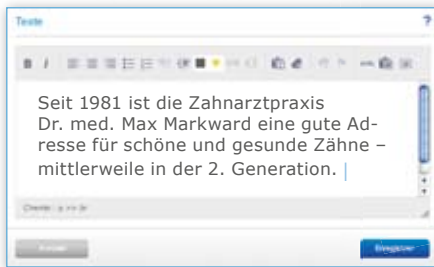 Texte
?
B I
Seit 1981 ist die Zahnarztpraxis
Dr. med. Max Markward eine gute Ad-
resse für schöne und gesunde Zähne –
mittlerweile in der 2. Generation.
Enregistrer